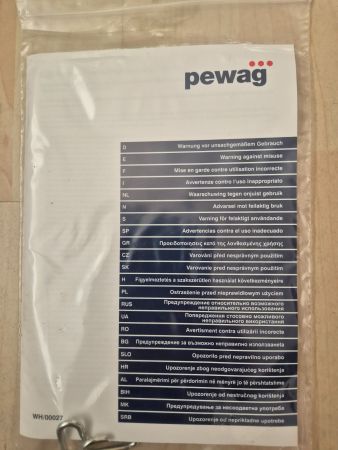 pewag
D Warnung vor unsachgemäßem Gebrauch
E Warning against misuse
F Mise en garde contre utilisation incorrecte
I Avvertenze contro l'uso inappropriato
NL Waarschuwing tegen onjuist gebruik
N Advarsel mot feilaktig bruk
S Varning för felaktigt användande
SP Advertencias contra el uso inadecuado
GR Προειδοποιήσεις κατά της λανθασμένης χρήσης
CZ Varování před nesprávným použitím
SK Varovanie pred nesprávnym použitím
H Figyelmeztetés a szakszerűtlen használat következményeire
PL Ostrzeżenie przed nieprawidłowym użyciem
RUS Предупреждение относительно возможного
неправильного использования
UA Попередження стосовно можливого
неправильного використання
RO Avertisment contra utilizării incorecte
BG Предупреждение за възможно неправилно използване
SLO Opozorilo pred nepravilno uporabo
HR Upozorenje zbog neodgovarajućeg korištenja
AL Paralajmërimi për përdorimin në mënyrë jo të përshtatshme
BIH Upozorenje od nestručnog korištenja
MK Предупредување за несоодветна употреба
SRB Upozorenje od nepriklade upotrebe
WH/00027